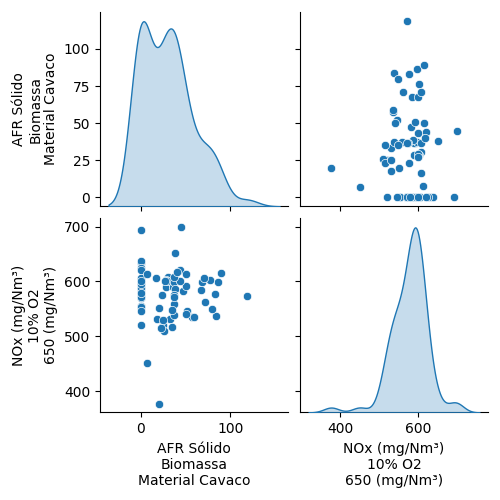 AFR Sólido
Biomassa
Material Cavaco
100
75
50
25
0
NOx (mg/Nm³)
10% O2
650 (mg/Nm³)
700
600
500
400
0
100
AFR Sólido
Biomassa
Material Cavaco
400
600
NOx (mg/Nm³)
10% O2
650 (mg/Nm³)